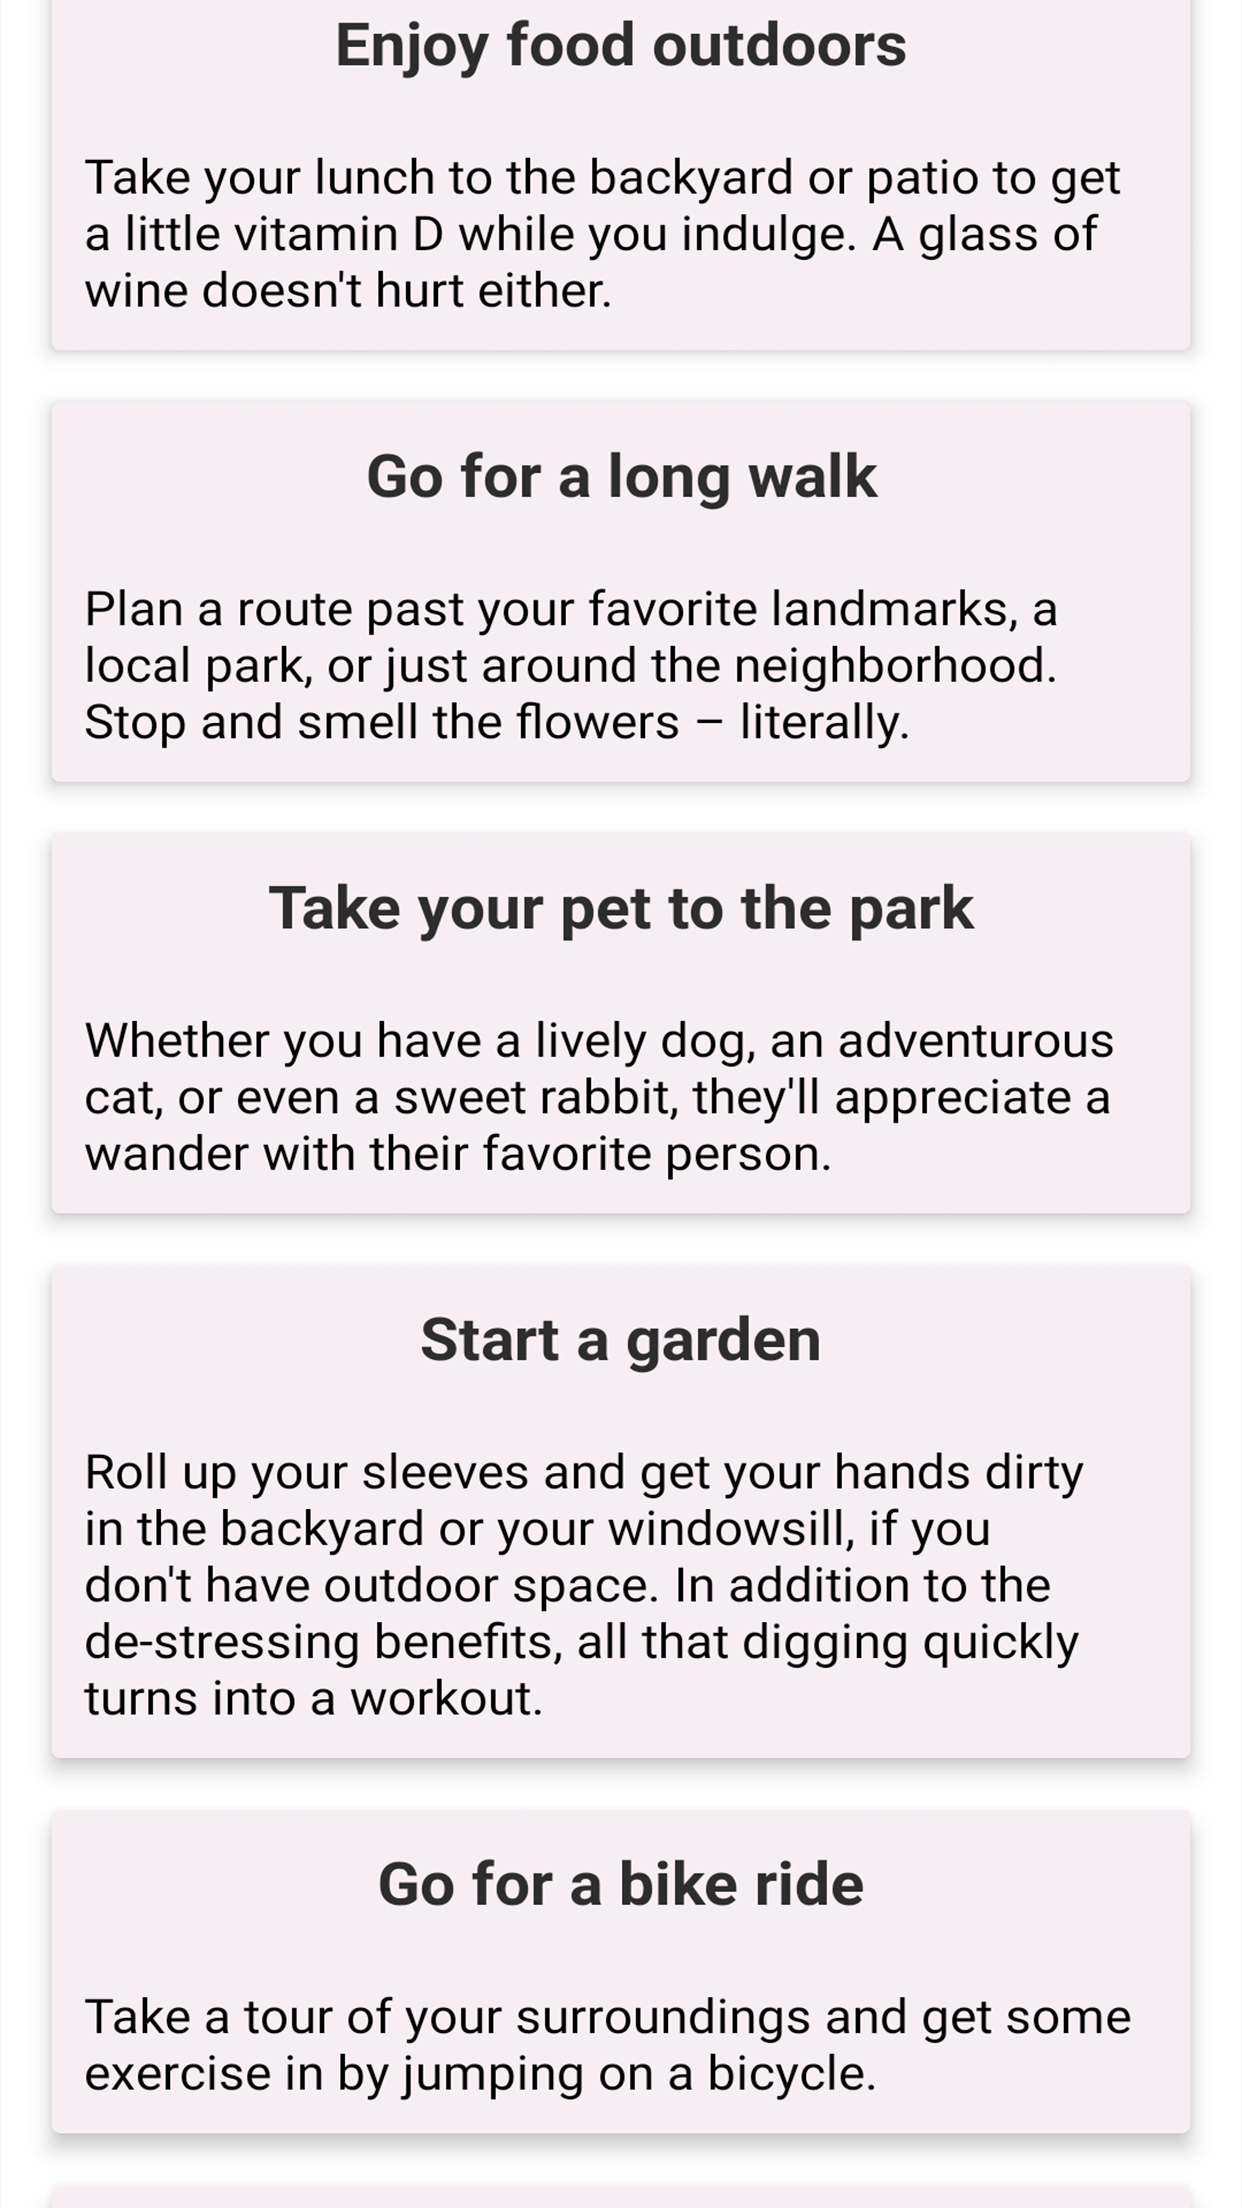 Enjoy food outdoors
Take your lunch to the backyard or patio to get
a little vitamin D while you indulge. A glass of
wine doesn't hurt either.
Go for a long walk
Plan a route past your favorite landmarks, a
local park, or just around the neighborhood.
Stop and smell the flowers – literally.
Take your pet to the park
Whether you have a lively dog, an adventurous
cat, or even a sweet rabbit, they'll appreciate a
wander with their favorite person.
Start a garden
Roll up your sleeves and get your hands dirty
in the backyard or your windowsill, if you
don't have outdoor space. In addition to the
de-stressing benefits, all that digging quickly
turns into a workout.
Go for a bike ride
Take a tour of your surroundings and get some
exercise in by jumping on a bicycle.